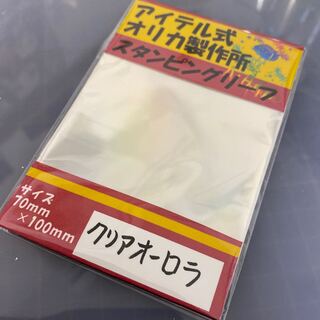 アイテル式
オリカ製作所
スタンピングリーフ
サイズ
70mm
×100mm
クリアオーロラ